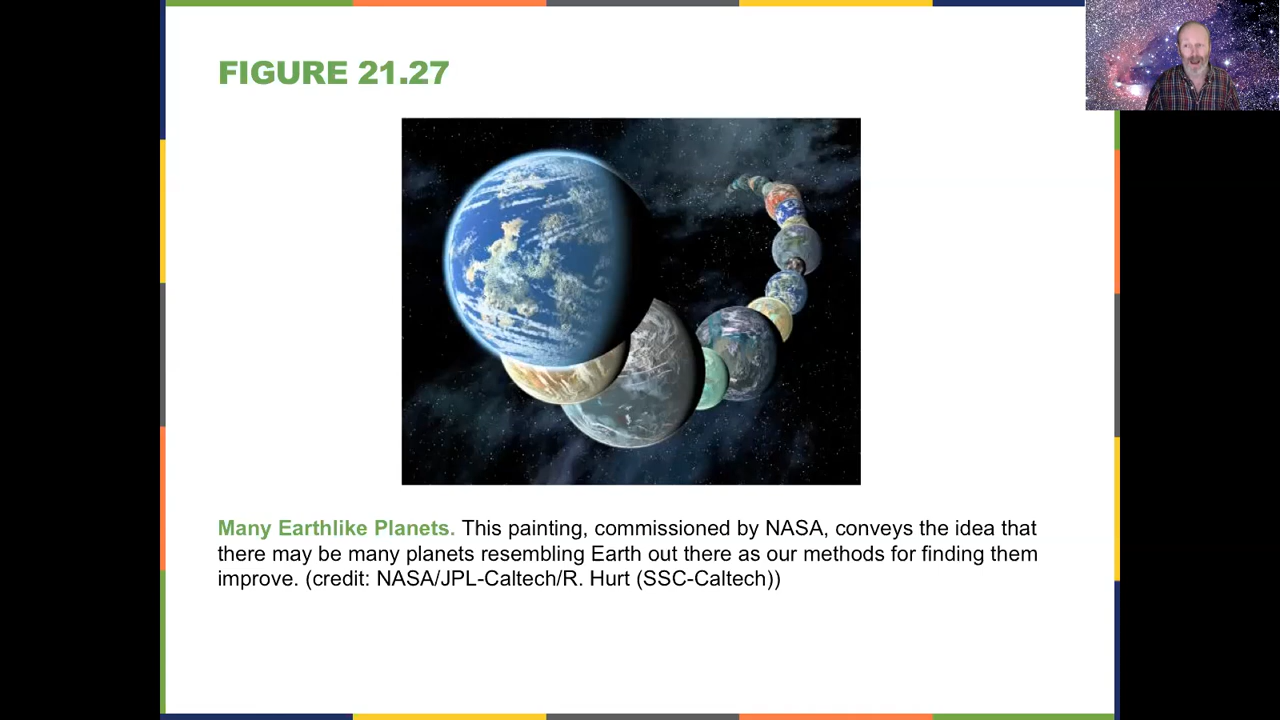 FIGURE 21.27
Many Earthlike Planets. This painting, commissioned by NASA, conveys the idea that
there may be many planets resembling Earth out there as our methods for finding them
improve. (credit: NASA/JPL-Caltech/R. Hurt (SSC-Caltech))